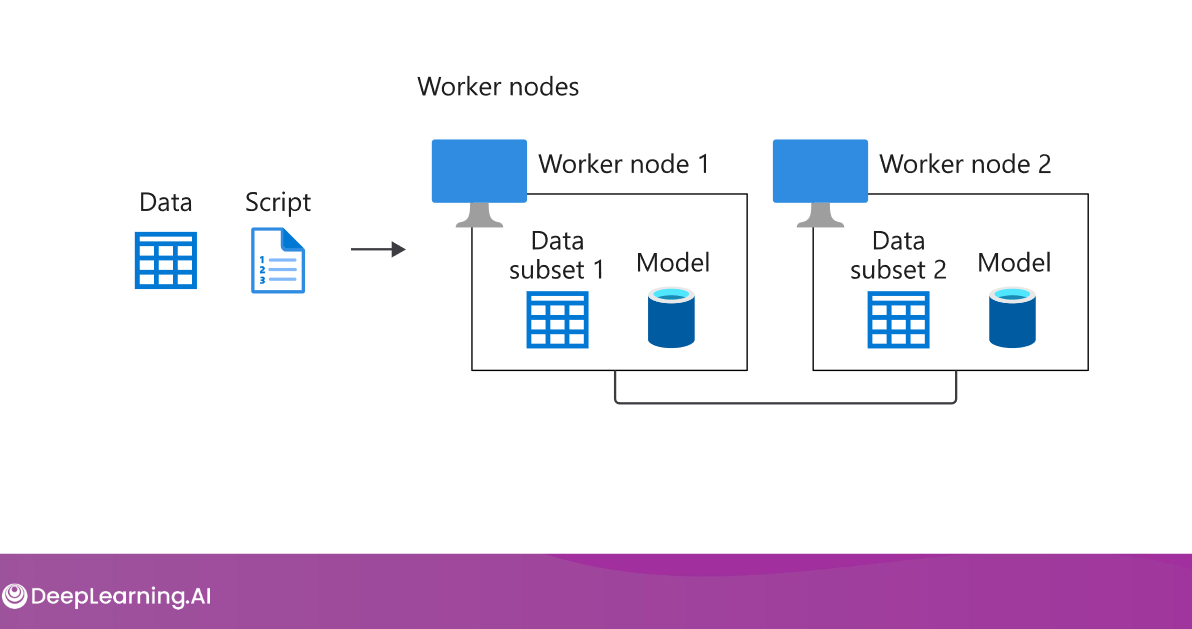 Worker nodes
Worker node 1
Worker node 2
Data
Script
1
2
3
Data
subset 1
Model
Data
subset 2
Model
DeepLearning.AI